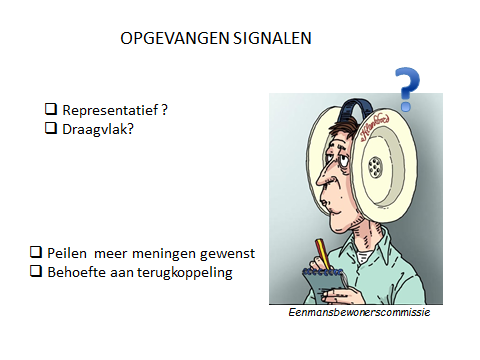 OPGEVANGEN SIGNALEN
?
❑ Representatief ?
❑ Draagvlak?
❑ Peilen meer meningen gewenst
❑ Behoefte aan terugkoppeling
Eenmansbewonerscommissie